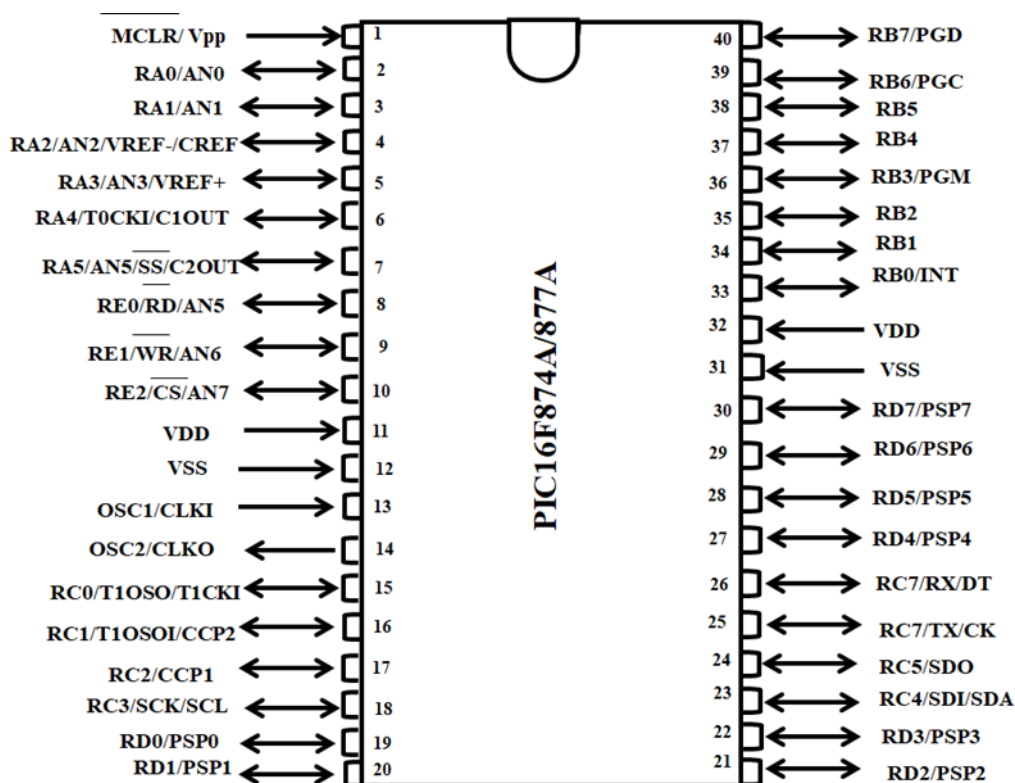 MCLR/ Vpp
1
RA0/AN0
2
RA1/AN1
3
RA2/AN2/VREF-/CREF
4
RA3/AN3/VREF+
5
RA4/T0CKI/C1OUT
6
RA5/AN5/SS/C2OUT
7
RE0/RD/AN5
8
RE1/WR/AN6
9
RE2/CS/AN7
10
VDD
11
VSS
12
OSC1/CLKI
13
OSC2/CLKO
14
RC0/T1OSO/T1CKI
15
RC1/T1OSOI/CCP2
16
RC2/CCP1
17
RC3/SCK/SCL
18
RD0/PSP0
19
RD1/PSP1
20
PIC16F874A/877A
40
RB7/PGD
39
RB6/PGC
38
RB5
37
RB4
36
RB3/PGM
35
RB2
34
RB1
33
RB0/INT
32
VDD
31
VSS
30
RD7/PSP7
29
RD6/PSP6
28
RD5/PSP5
27
RD4/PSP4
26
RC7/RX/DT
25
RC7/TX/CK
24
RC5/SDO
23
RC4/SDI/SDA
22
RD3/PSP3
21
RD2/PSP2